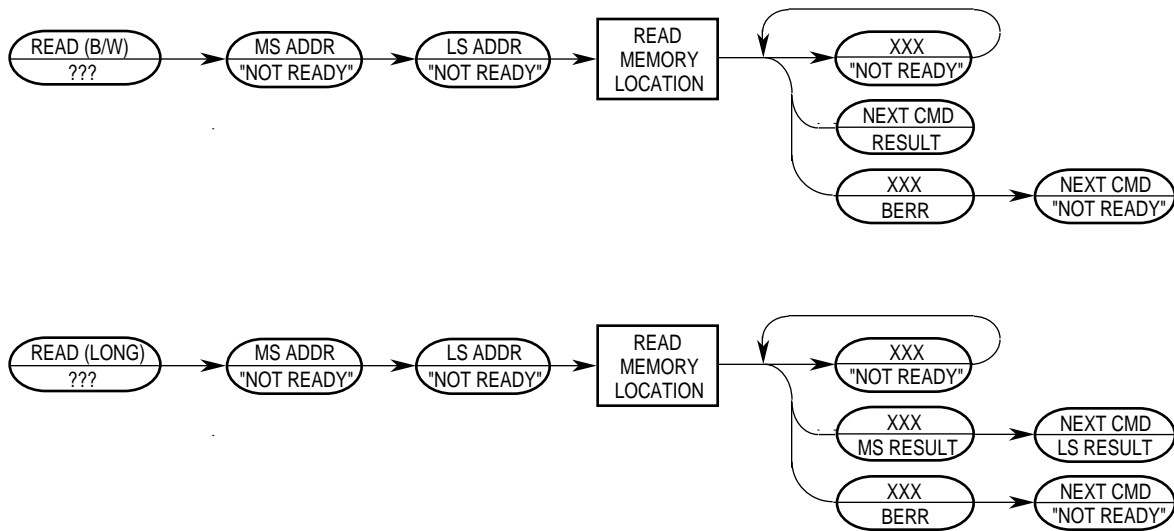 READ (B/W)
???
MS ADDR
"NOT READY"
LS ADDR
"NOT READY"
READ
MEMORY
LOCATION
XXX
"NOT READY"
NEXT CMD
RESULT
XXX
BERR
NEXT CMD
"NOT READY"
READ (LONG)
???
MS ADDR
"NOT READY"
LS ADDR
"NOT READY"
READ
MEMORY
LOCATION
XXX
"NOT READY"
XXX
MS RESULT
NEXT CMD
LS RESULT
XXX
BERR
NEXT CMD
"NOT READY"